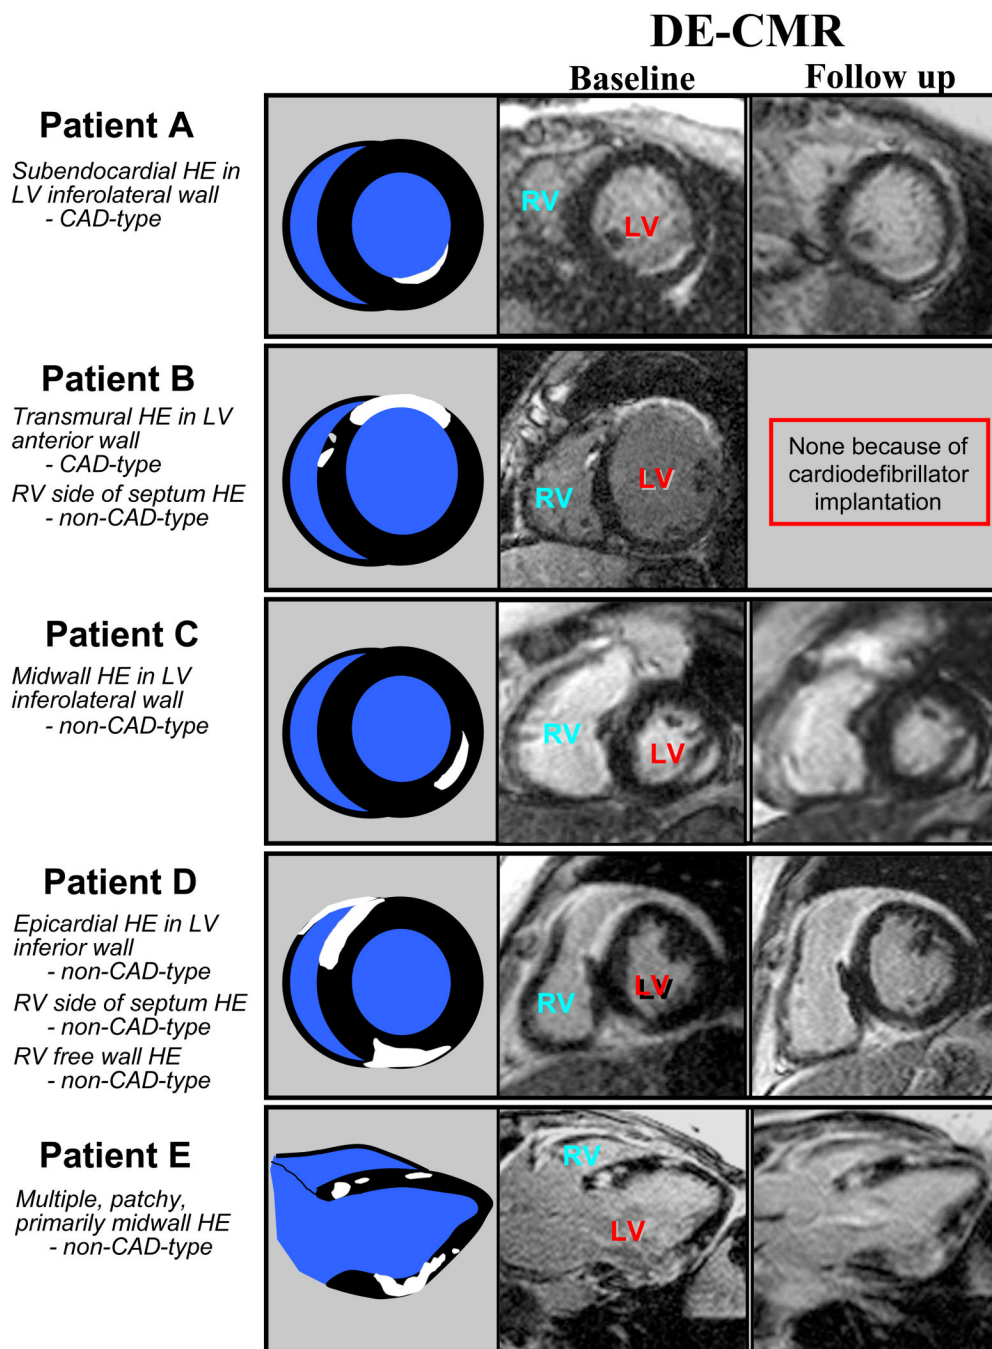 DE-CMR
Baseline
Follow up
Patient A
Subendocardial HE in
LV inferolateral wall
- CAD-type
RV
LV
Patient B
Transmural HE in LV
anterior wall
- CAD-type
RV side of septum HE
- non-CAD-type
RV
LV
None because of
cardiodefibrillator
implantation
Patient C
Midwall HE in LV
inferolateral wall
- non-CAD-type
RV
LV
Patient D
Epicardial HE in LV
inferior wall
- non-CAD-type
RV side of septum HE
- non-CAD-type
RV free wall HE
- non-CAD-type
RV
LV
Patient E
Multiple, patchy,
primarily midwall HE
- non-CAD-type
RV
LV